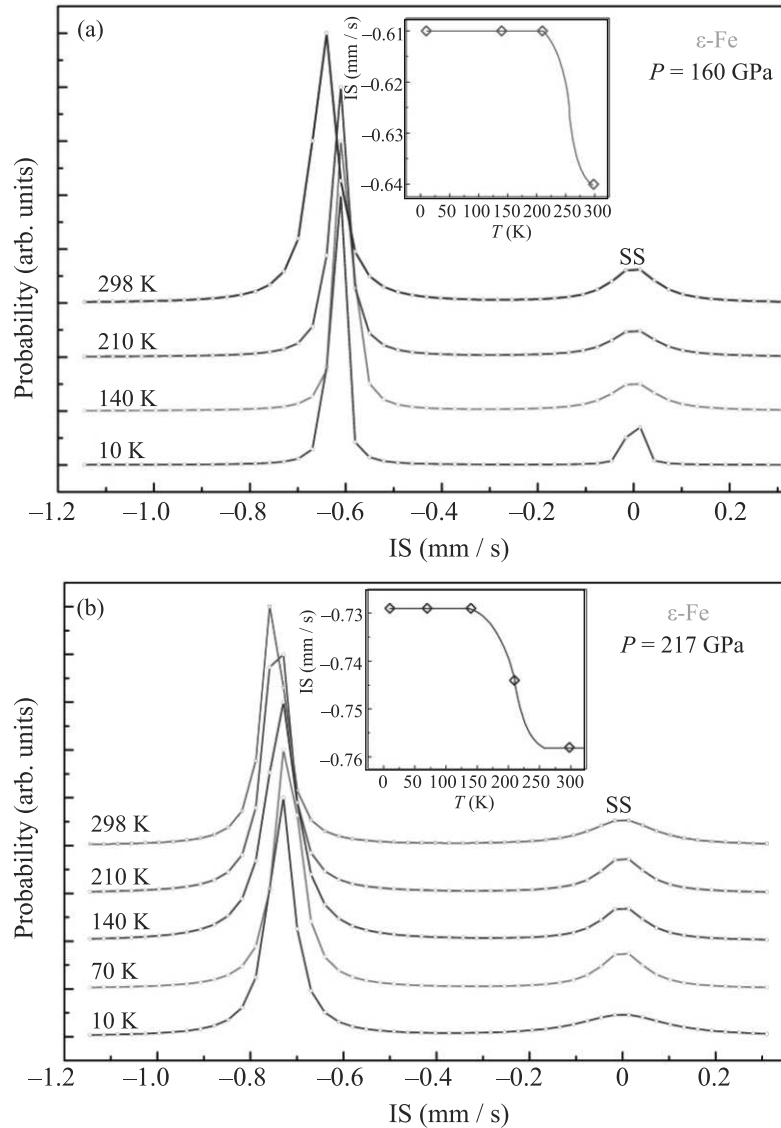 (a)
ε-Fe
P = 160 GPa
IS (mm / s)
–0.61
–0.62
–0.63
–0.64
0 50 100 150 200 250 300
T (K)
SS
298 K
210 K
140 K
10 K
Probability (arb. units)
–1.2 –1.0 –0.8 –0.6 –0.4 –0.2 0 0.2
IS (mm / s)
(b)
ε-Fe
P = 217 GPa
IS (mm / s)
–0.73
–0.74
–0.75
–0.76
0 50 100 150 200 250 300
T (K)
SS
298 K
210 K
140 K
70 K
10 K
Probability (arb. units)
–1.2 –1.0 –0.8 –0.6 –0.4 –0.2 0 0.2
IS (mm / s)